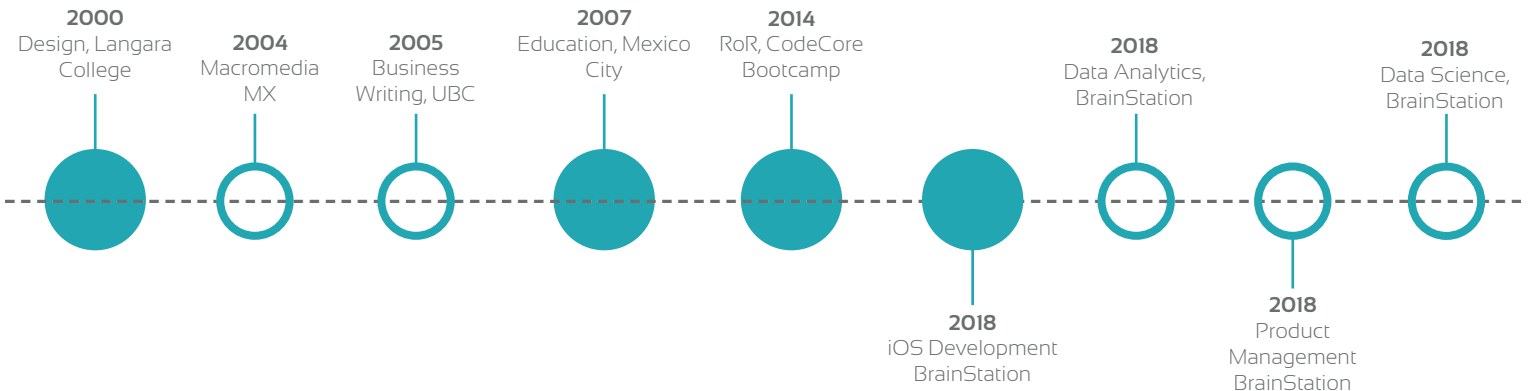 2000
Design, Langara
College
2004
Macromedia
MX
2005
Business
Writing, UBC
2007
Education, Mexico
City
2014
RoR, CodeCore
Bootcamp
2018
iOS Development
BrainStation
2018
Data Analytics,
BrainStation
2018
Product
Management
BrainStation
2018
Data Science,
BrainStation